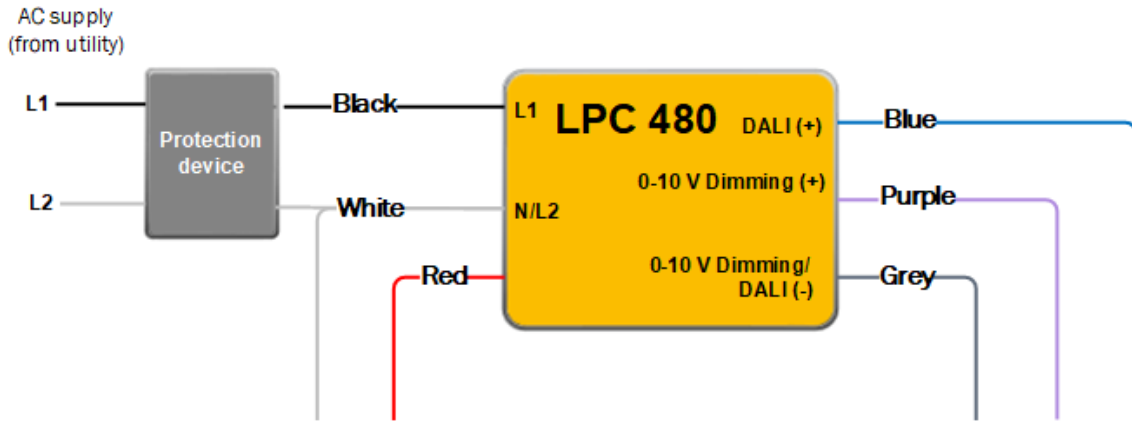 AC supply
(from utility)
L1
Black
L1
LPC 480
DALI (+)
Blue
Protection
device
0-10 V Dimming (+)
Purple
L2
White
N/L2
Red
0-10 V Dimming/
DALI (-)
Grey